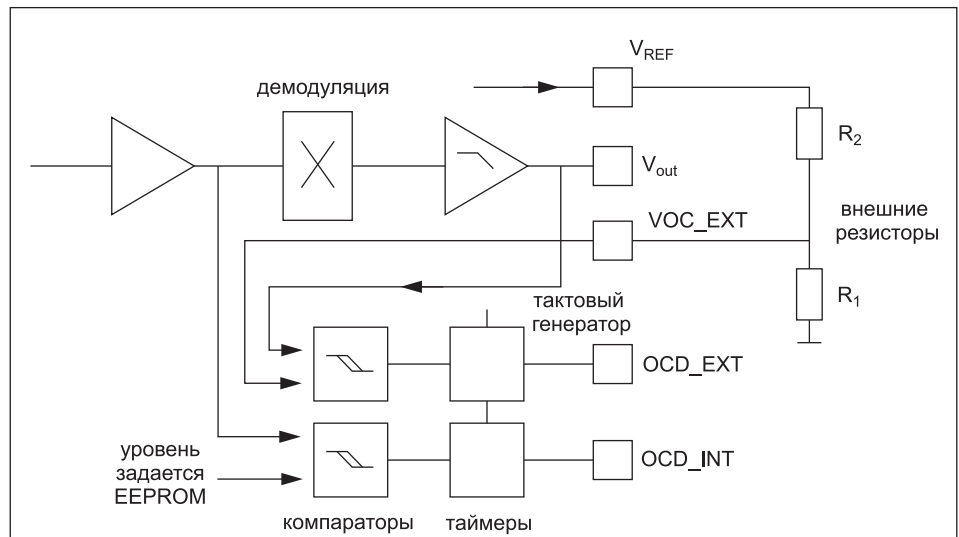 V_REF
демодуляция
R₂
V_out
VOC_EXT
внешние
резисторы
тактовый
генератор
R₁
OCD_EXT
уровень
задается
EEPROM
OCD_INT
компараторы
таймеры